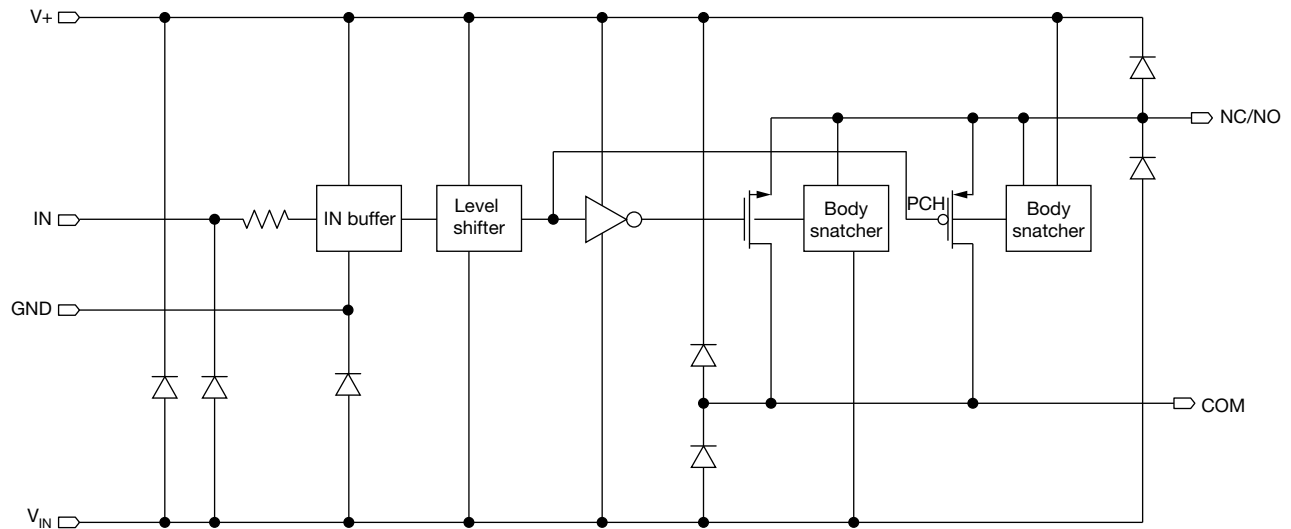 V+
NC/NO
PCH
IN
IN buffer
Level
shifter
Body
snatcher
Body
snatcher
GND
COM
VIN